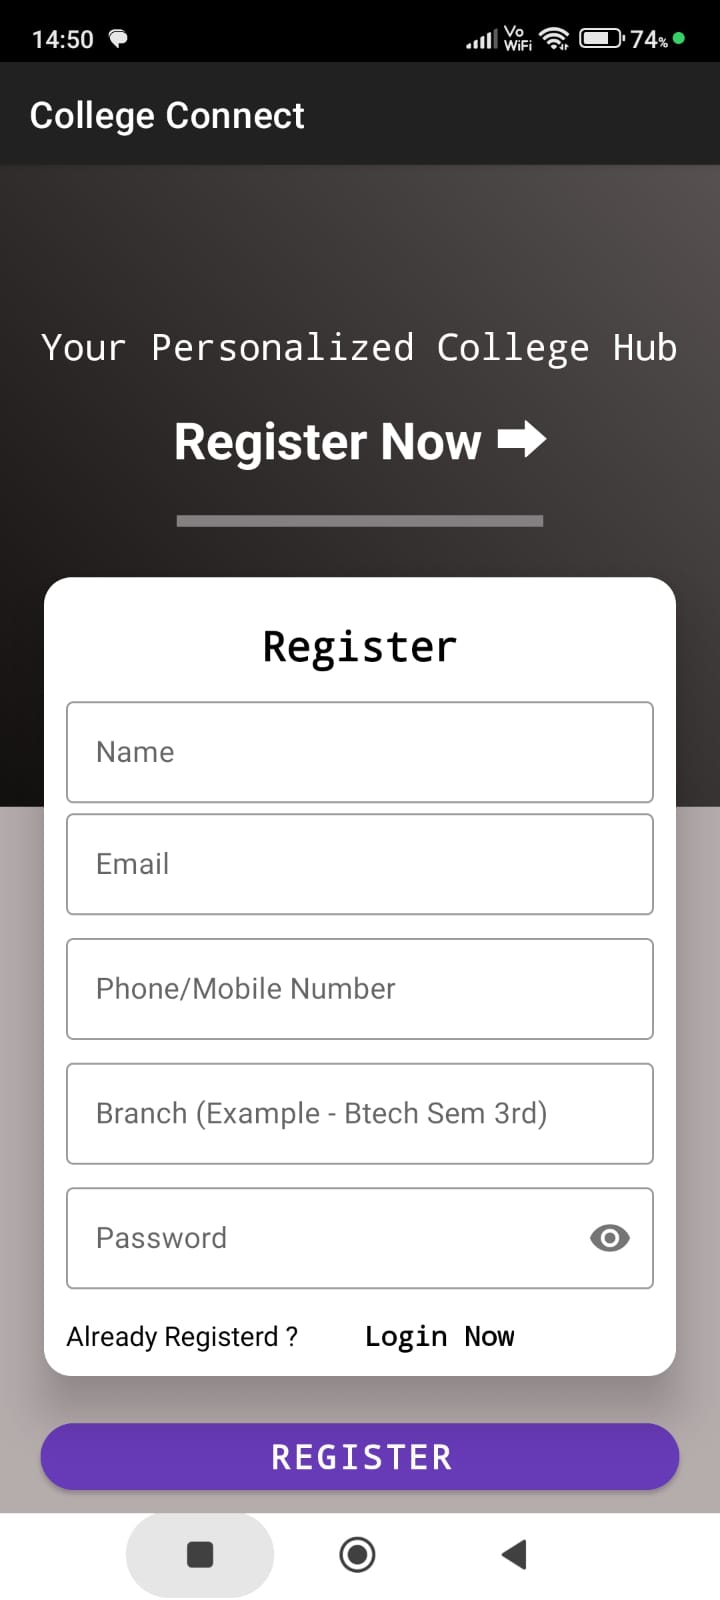 14:50 Vo WiFi 74%
College Connect
Your Personalized College Hub
Register Now
Register
Name
Email
Phone/Mobile Number
Branch (Example - Btech Sem 3rd)
Password
Already Registerd ? Login Now
REGISTER